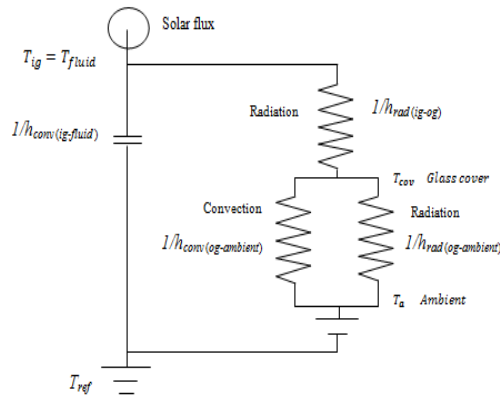 Solar flux
T_ig = T_fluid
Radiation
1/h_rad(ig-og)
1/h_conv(ig-fluid)
T_cov Glass cover
Convection
Radiation
1/h_conv(og-ambient)
1/h_rad(og-ambient)
T_a Ambient
T_ref